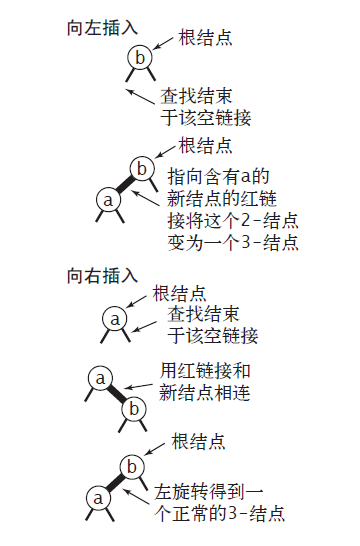 向左插入
根结点
b
查找结束
于该空链接
根结点
b
指向含有a的
a
新结点的红链
接将这个2-结点
变为一个3-结点
向右插入
根结点
a
查找结束
于该空链接
a
用红链接和
新结点相连
b
根结点
b
左旋转得到一
a
个正常的3-结点